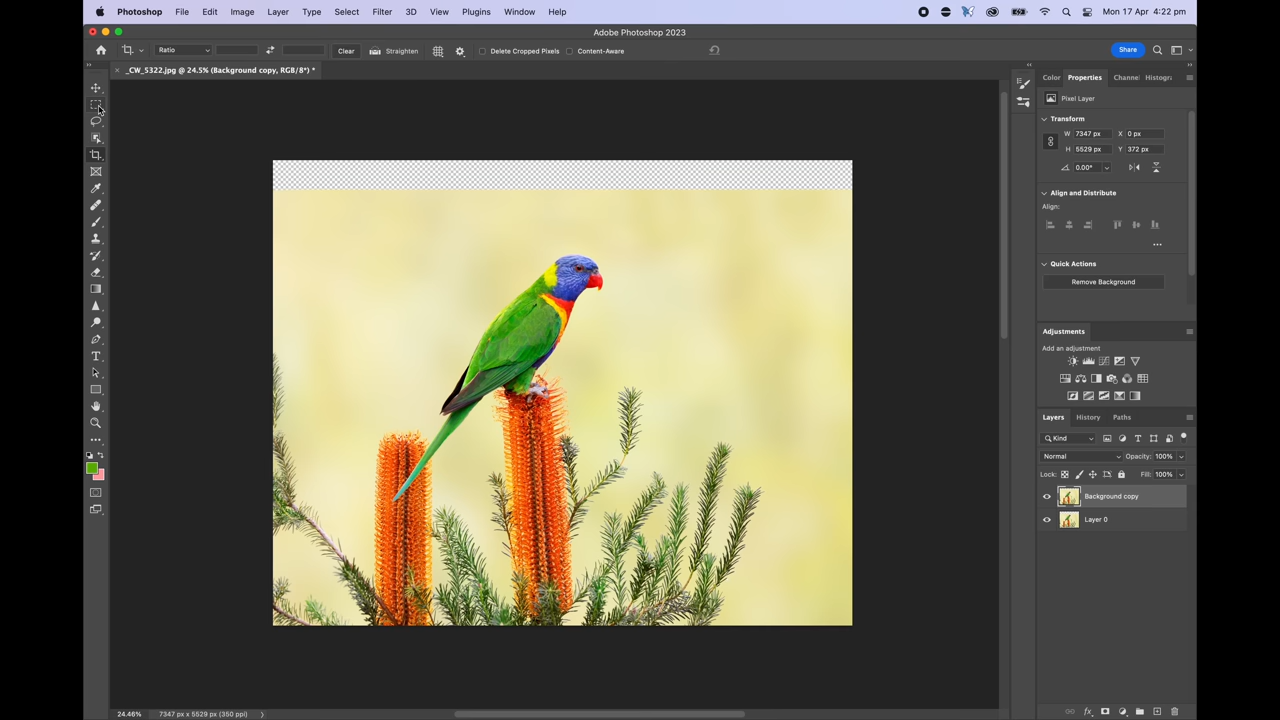 Photoshop File Edit Image Layer Type Select Filter 3D View Plugins Window Help Mon 17 Apr 4:22 pm
Adobe Photoshop 2023
Ratio Clear Straighten Delete Cropped Pixels Content-Aware Share
× _CW_5322.jpg @ 24.5% (Background copy, RGB/8*) *
Color Properties Channe Histogra
Pixel Layer
Transform
W 7347 px X 0 px
H 5529 px Y 372 px
0.00°
Align and Distribute
Align:
Quick Actions
Remove Background
Adjustments
Add an adjustment
Layers History Paths
Kind
Normal Opacity: 100%
Lock: Fill: 100%
Background copy
Layer 0
24.46% 7347 px x 5529 px (350 ppi)